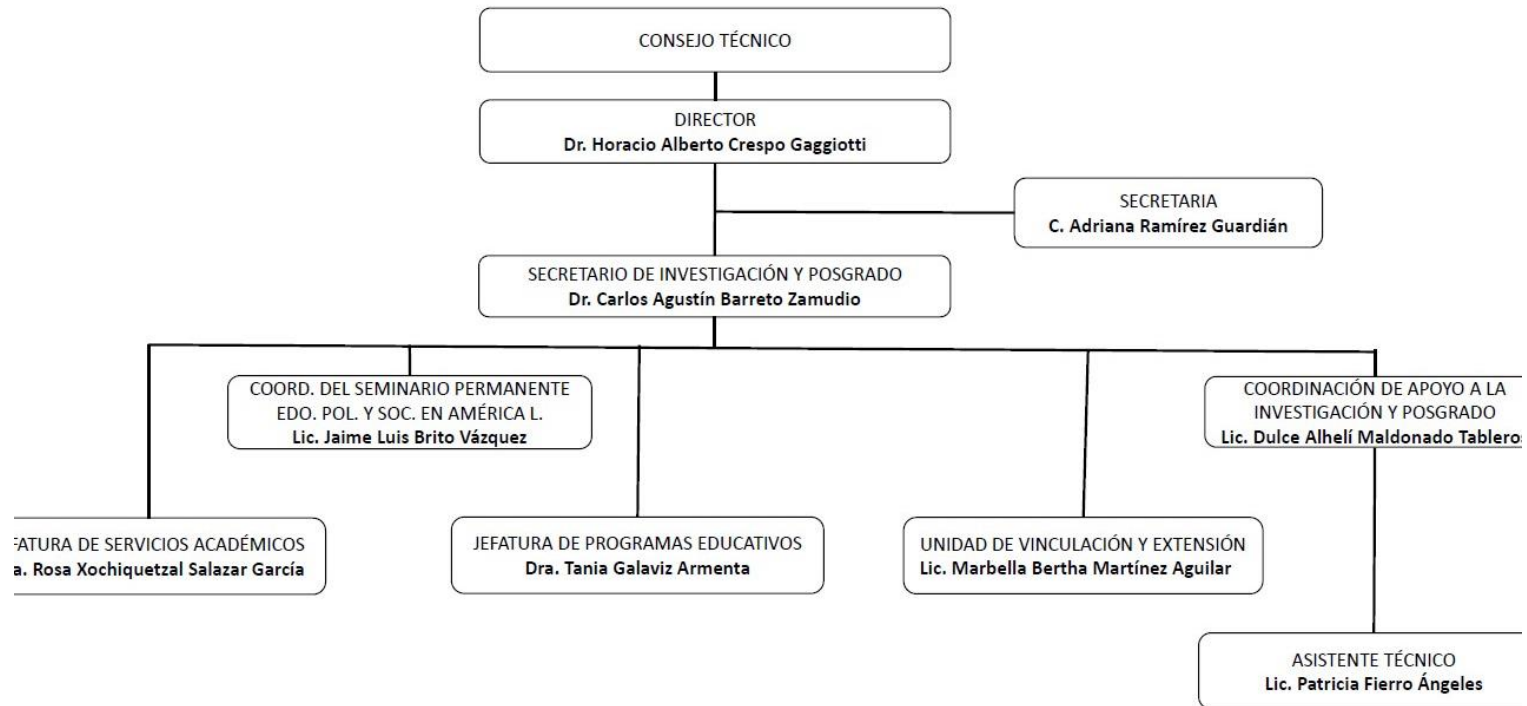 CONSEJO TÉCNICO
DIRECTOR
Dr. Horacio Alberto Crespo Gaggiotti
SECRETARIA
C. Adriana Ramírez Guardián
SECRETARIO DE INVESTIGACIÓN Y POSGRADO
Dr. Carlos Agustín Barreto Zamudio
COORD. DEL SEMINARIO PERMANENTE
EDO. POL. Y SOC. EN AMÉRICA L.
Lic. Jaime Luis Brito Vázquez
COORDINACIÓN DE APOYO A LA
INVESTIGACIÓN Y POSGRADO
Lic. Dulce Alhelí Maldonado Tableros
FATURA DE SERVICIOS ACADÉMICOS
a. Rosa Xochiquetzal Salazar García
JEFATURA DE PROGRAMAS EDUCATIVOS
Dra. Tania Galaviz Armenta
UNIDAD DE VINCULACIÓN Y EXTENSIÓN
Lic. Marbella Bertha Martínez Aguilar
ASISTENTE TÉCNICO
Lic. Patricia Fierro Ángeles